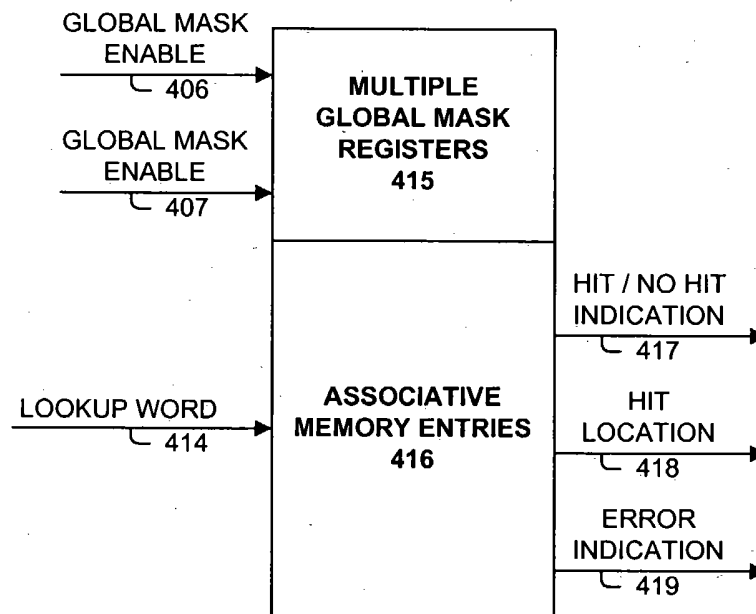 GLOBAL MASK
ENABLE
406
GLOBAL MASK
ENABLE
407
MULTIPLE
GLOBAL MASK
REGISTERS
415
LOOKUP WORD
414
ASSOCIATIVE
MEMORY ENTRIES
416
HIT / NO HIT
INDICATION
417
HIT
LOCATION
418
ERROR
INDICATION
419